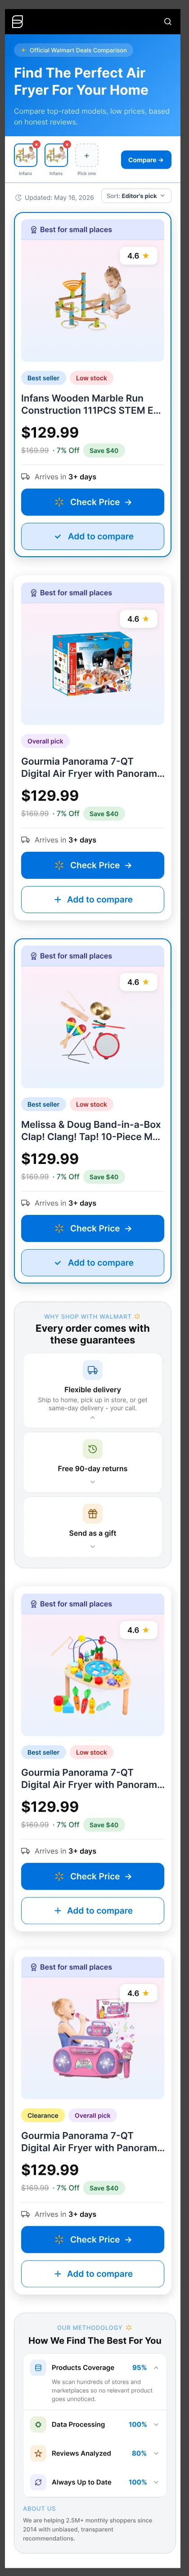 Official Walmart Deals Comparison
Find The Perfect Air
Fryer For Your Home
Compare top-rated models, low prices, based
on honest reviews.
Infans
Infans
Pick one
Compare →
Updated: May 16, 2026
Sort: Editor's pick
Best for small places
4.6
Best seller
Low stock
Infans Wooden Marble Run
Construction 111PCS STEM E...
$129.99
$169.99 • 7% Off
Save $40
Arrives in 3+ days
Check Price →
Add to compare
Best for small places
4.6
Overall pick
Gourmia Panorama 7-QT
Digital Air Fryer with Panoram...
$129.99
$169.99 • 7% Off
Save $40
Arrives in 3+ days
Check Price →
+ Add to compare
Best for small places
4.6
Best seller
Low stock
Melissa & Doug Band-in-a-Box
Clap! Clang! Tap! 10-Piece M...
$129.99
$169.99 • 7% Off
Save $40
Arrives in 3+ days
Check Price →
Add to compare
WHY SHOP WITH WALMART
Every order comes with
these guarantees
Flexible delivery
Ship to home, pick up in store, or get
same-delivery - your call.
Free 90-day returns
Send as a gift
Best for small places
4.6
Best seller
Low stock
Gourmia Panorama 7-QT
Digital Air Fryer with Panoram...
$129.99
$169.99 • 7% Off
Save $40
Arrives in 3+ days
Check Price →
+ Add to compare
Best for small places
4.6
Clearance
Overall pick
Gourmia Panorama 7-QT
Digital Air Fryer with Panoram...
$129.99
$169.99 • 7% Off
Save $40
Arrives in 3+ days
Check Price →
+ Add to compare
OUR METHODOLOGY
How We Find The Best For You
Products Coverage 95%
We scan hundreds of stores and
marketplaces so no relevant product
goes unnoticed.
Data Processing 100%
Reviews Analyzed 80%
Always Up to Date 100%
ABOUT US
We are helping 2.5M+ monthly shoppers since
2014 with unbiased, transparent
recommendations.